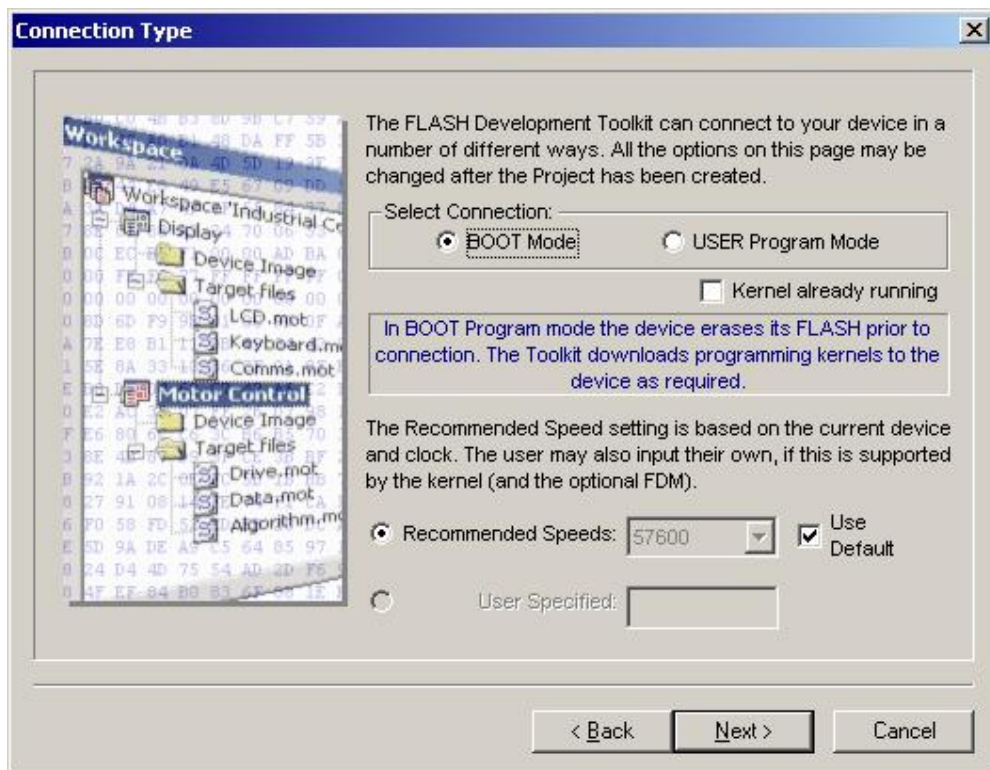 Connection Type
Workspace
Workspace 'Industrial Co
Display
Device Image
Target files
LCD.mot
Keyboard.mo
Comms.mot
Motor Control
Device Image
Target files
Drive.mot
Data.mot
Algorithm.mo
The FLASH Development Toolkit can connect to your device in a
number of different ways. All the options on this page may be
changed after the Project has been created.
Select Connection:
BOOT Mode
USER Program Mode
Kernel already running
In BOOT Program mode the device erases its FLASH prior to
connection. The Toolkit downloads programming kernels to the
device as required.
The Recommended Speed setting is based on the current device
and clock. The user may also input their own, if this is supported
by the kernel (and the optional FDM).
Recommended Speeds:
57600
Use
Default
User Specified:
< Back
Next >
Cancel